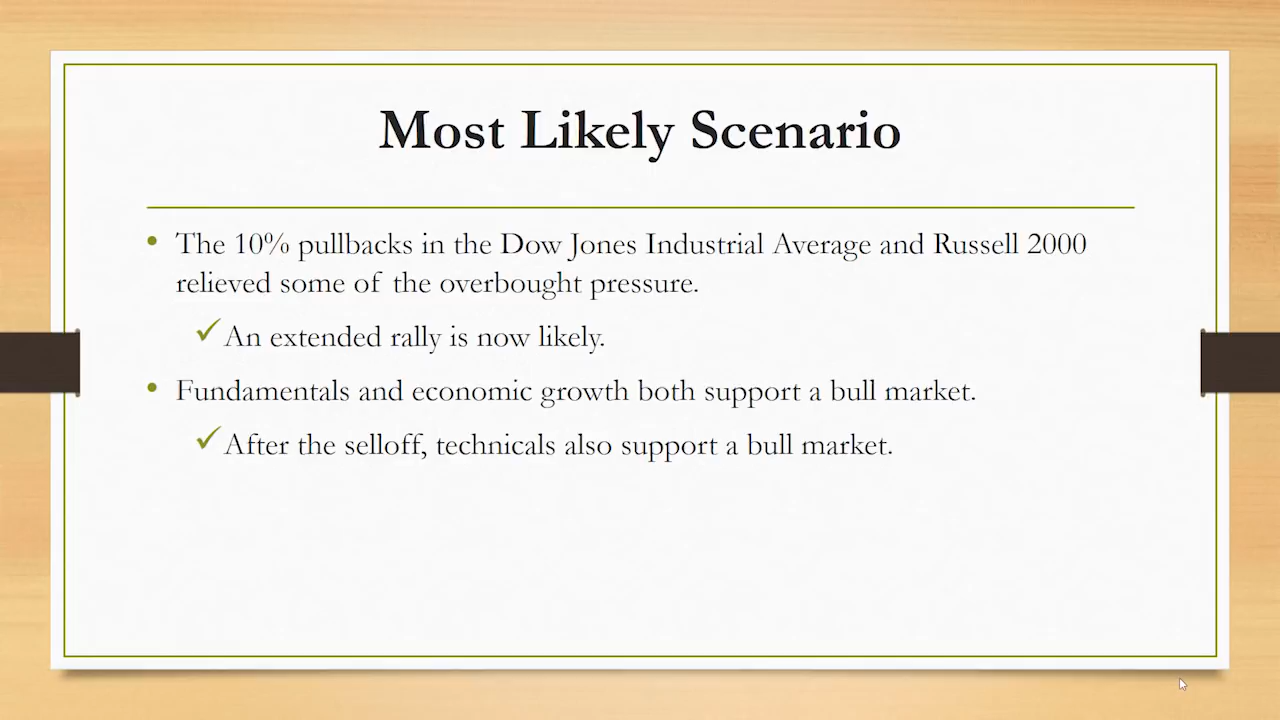 Most Likely Scenario
• The 10% pullbacks in the Dow Jones Industrial Average and Russell 2000
relieved some of the overbought pressure.
✓An extended rally is now likely.
• Fundamentals and economic growth both support a bull market.
✓After the selloff, technicals also support a bull market.